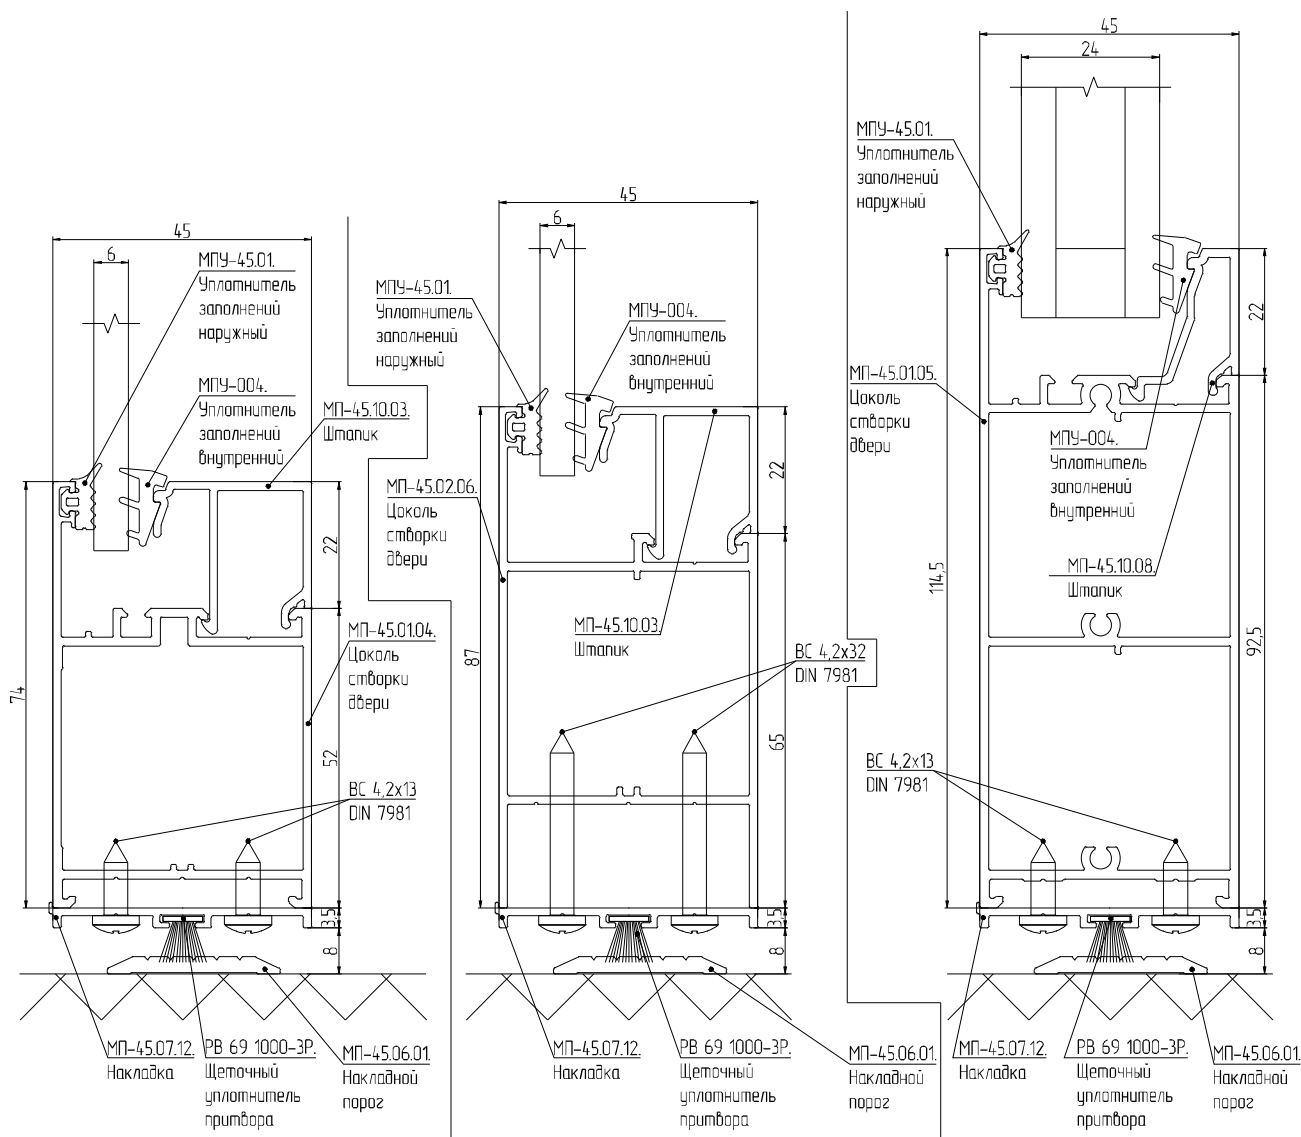 45
6
МПУ-45.01.
Уплотнитель
заполнений
наружный
МПУ-004.
Уплотнитель
заполнений
внутренний
МП-45.10.03.
Штапик
22
74
МП-45.01.04.
Цоколь
створки
двери
52
ВС 4,2х13
DIN 7981
3,5
8
МП-45.07.12.
Накладка
РВ 69 1000-3Р.
Щеточный
уплотнитель
притвора
МП-45.06.01.
Накладной
порог
45
6
МПУ-45.01.
Уплотнитель
заполнений
наружный
МПУ-004.
Уплотнитель
заполнений
внутренний
22
МП-45.02.06.
Цоколь
створки
двери
МП-45.10.03.
Штапик
87
ВС 4,2х32
DIN 7981
65
3,5
8
МП-45.07.12.
Накладка
РВ 69 1000-3Р.
Щеточный
уплотнитель
притвора
МП-45.06.01.
Накладной
порог
45
24
МПУ-45.01.
Уплотнитель
заполнений
наружный
22
МП-45.01.05.
Цоколь
створки
двери
МПУ-004.
Уплотнитель
заполнений
внутренний
МП-45.10.08.
Штапик
114,5
92,5
ВС 4,2х13
DIN 7981
3,5
8
МП-45.07.12.
Накладка
РВ 69 1000-3Р.
Щеточный
уплотнитель
притвора
МП-45.06.01.
Накладной
порог